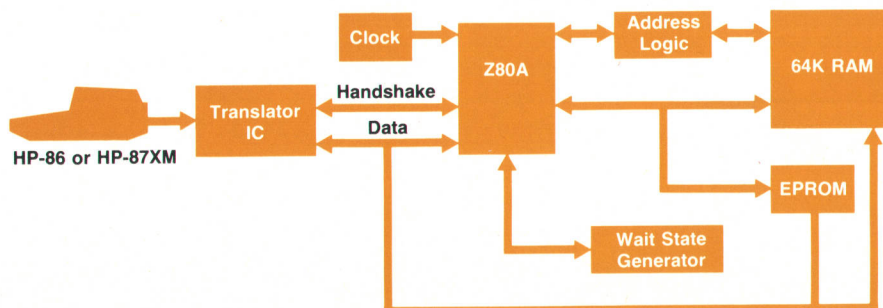 Clock
Z80A
Address
Logic
64K RAM
Translator
IC
Handshake
Data
HP-86 or HP-87XM
EPROM
Wait State
Generator